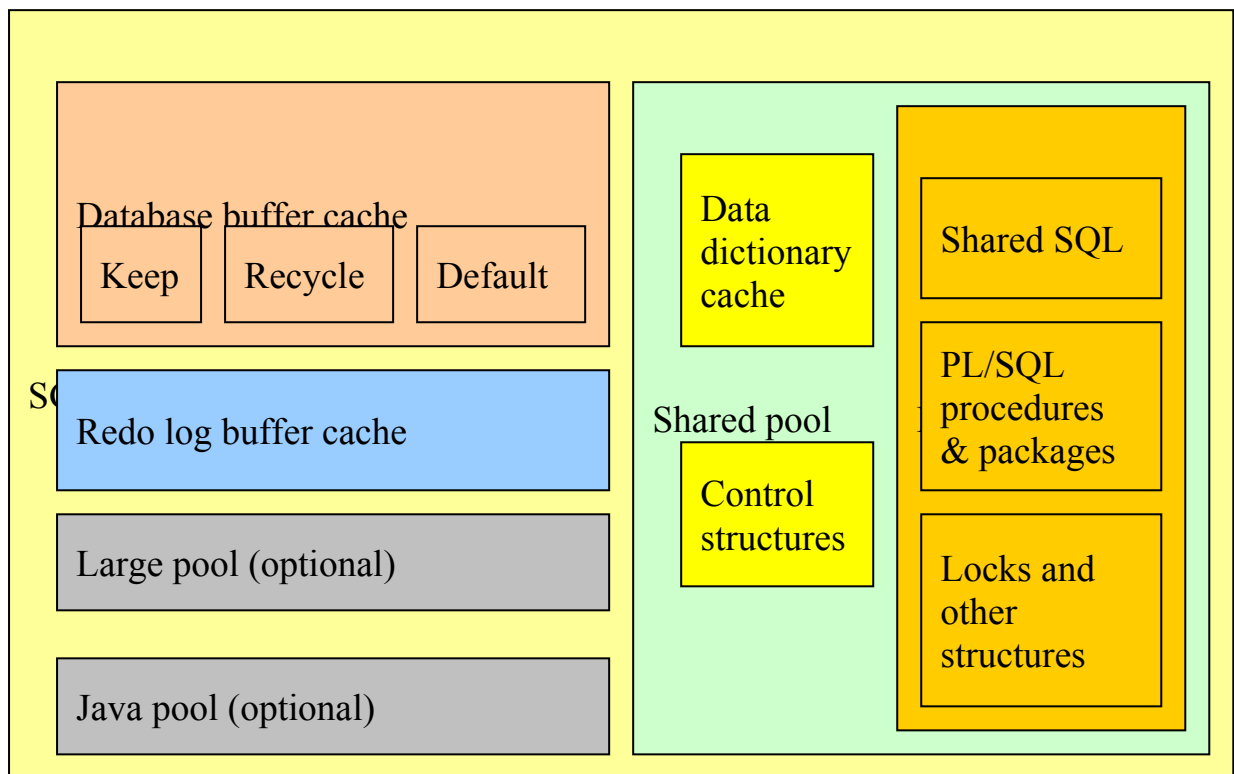 Database buffer cache
Keep
Recycle
Default
Redo log buffer cache
Large pool (optional)
Java pool (optional)
Shared pool
Data
dictionary
cache
Control
structures
Shared SQL
PL/SQL
procedures
& packages
Locks and
other
structures